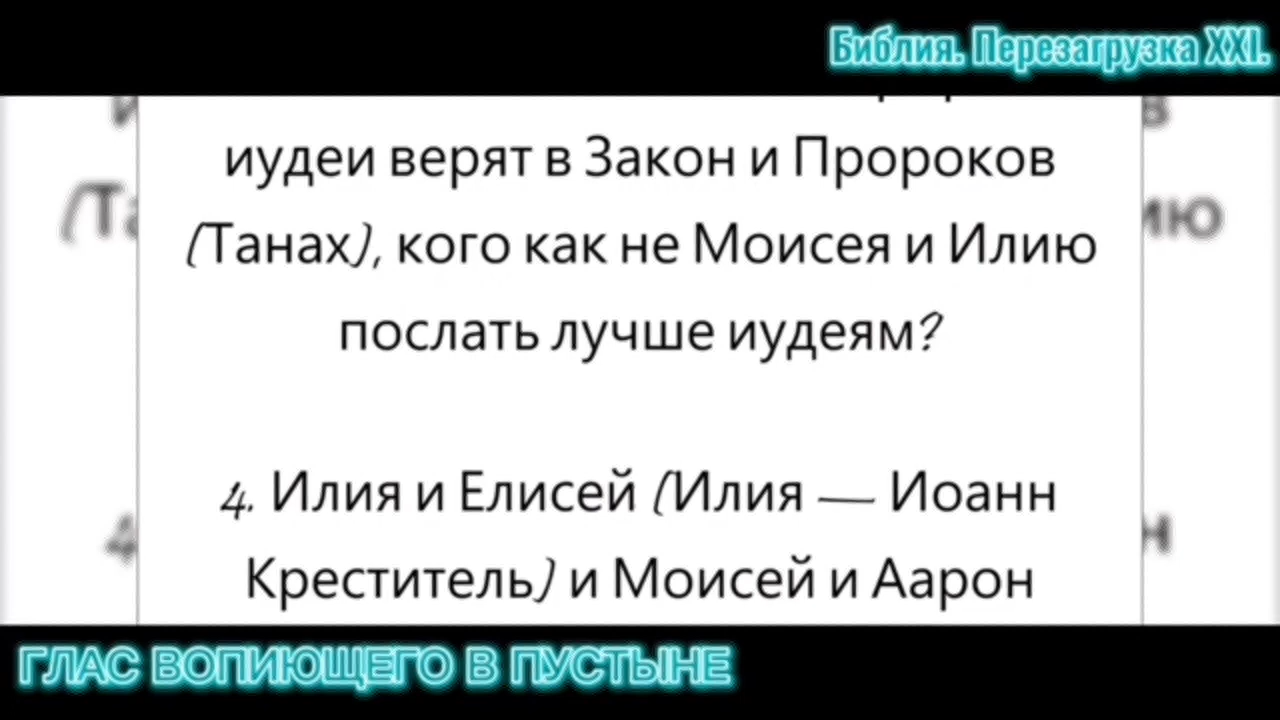 Библия. Перезагрузка XXI.
иудеи верят в Закон и Пророков
(Танах), кого как не Моисея и Илию
послать лучше иудеям?
4. Илия и Елисей (Илия — Иоанн
Креститель) и Моисей и Аарон
ГЛАС ВОПИЮЩЕГО В ПУСТЫНЕ